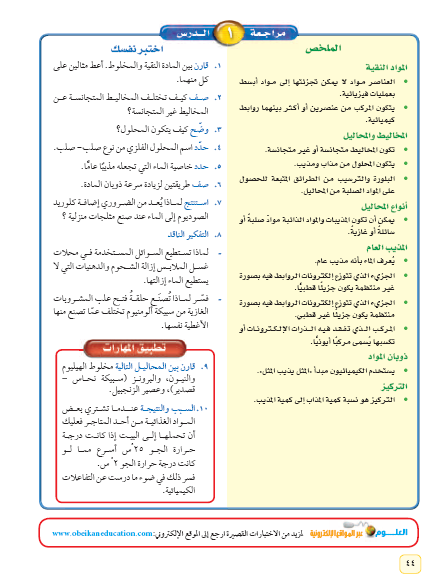 مراجعة ١ الدرس
الملخص
المواد النقية
• العناصر مواد لا يمكن تجزئتها إلى مواد أبسط
بعمليات فيزيائية.
• يتكون المركب من عنصرين أو أكثر بينهما روابط
كيميائية.
المخاليط والمحاليل
• تكون المخاليط متجانسة أو غير متجانسة.
• يتكون المحلول من مذاب ومذيب.
• البلورة والترسيب من الطرائق المتبعة للحصول
على المواد الصلبة من المحاليل.
أنواع المحاليل
• يمكن أن تكون المذيبات والمواد الذائبة موادّ صلبة أو
سائلة أو غازية.
المذيب العام
• يُعرف الماء بأنه مذيب عام.
• الجزيء الذي تتوزع إلكترونات الروابط فيه بصورة
غير منتظمة يكون جزيئًا قطبيًّا.
• الجزيء الذي تتوزع إلكترونات الروابط فيه بصورة
منتظمة يكون جزيئًا غير قطبي.
• المركب الذي تفقد فيه الذرات الإلكترونات أو
تكسبها يُسمى مركبًا أيونيًّا.
ذوبان المواد
• يستخدم الكيميائيون مبدأ ،المثل يذيب المثل،.
التركيز
• التركيز هو نسبة كمية المذاب إلى كمية المذيب.
اختبر نفسك
١. قارن بين المادة النقية والمخلوط. أعط مثالين على
كل منهما.
٢. صف كيف تختلف المخاليط المتجانسة عن
المخاليط غير المتجانسة؟
٣. وضّح كيف يتكون المحلول؟
٤. حدّد اسم المحلول الفلزي من نوع صلب– صلب.
٥. حدد خاصية الماء التي تجعله مذيبًا عامًّا.
٦. صف طريقتين لزيادة سرعة ذوبان المادة.
٧. استنتج لماذا يُعد من الضروري إضافة كلوريد
الصوديوم إلى الماء عند صنع مثلجات منزلية ؟
٨. التفكير الناقد
- لماذا تستطيع السوائل المستخدمة في محلات
غسل الملابس إزالة الشحوم والدهنيات التي لا
يستطيع الماء إزالتها.
- فسّر لماذا تُصنَع حلقةُ فتح علب المشروبات
الغازية من سبيكة ألومنيوم تختلف عمّا تصنع منها
الأغطية نفسها.
تطبيق المهارات
٩. قارن بين المحاليل التالية مخلوط الهيليوم
والنيون، والبرونز (سبيكة نحاس –
قصدير)، وعصير الزنجبيل.
١٠. السبب والنتيجة عندما تشتري بعض
المواد الغذائية من أحد المتاجر فعليك
أن تحملها إلى البيت إذا كانت درجة
حرارة الجو ٢٥°س أسرع مما لو
كانت درجة حرارة الجو ٢°س.
فسر ذلك في ضوء ما درست عن التفاعلات
الكيميائية.
العلوم عبر المواقع الإلكترونية لمزيد من الاختبارات القصيرة ارجع إلى الموقع الإلكتروني: www.obeikaneducation.com
٤٤